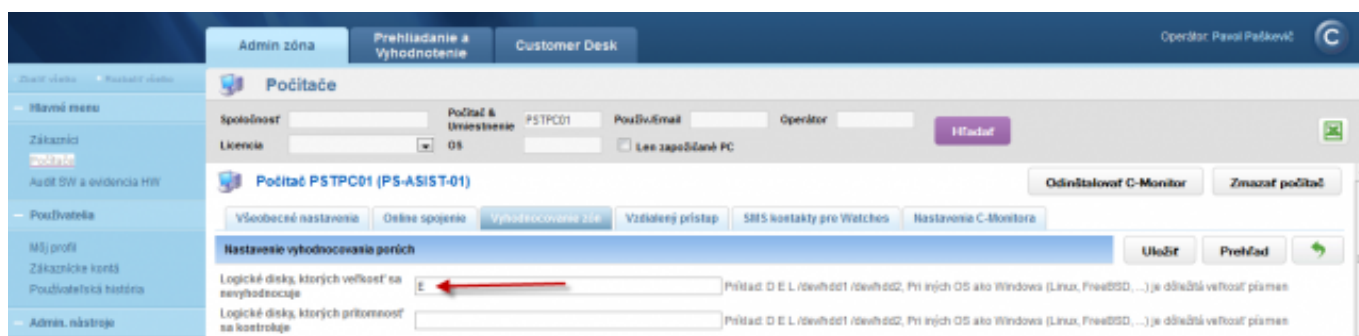 Admin zóna
Prehliadanie a Vyhodnotenie
Customer Desk
Operátor: Pavol Paškevič
Hlavné menu
Zákazníci
Počítače
Audit SW a evidencia HW
Používatelia
Môj profil
Zákaznícke kontá
Používateľská história
Admin. nástroje
Počítače
Spoločnosť
Počítač & Umiestnenie
PSTPC01
Použív./Email
Operátor
Hľadať
Licencia
OS
Len zapožičané PC
Počítač PSTPC01 (PS-ASIST-01)
Odinštalovať C-Monitor
Zmazať počítač
Všeobecné nastavenia
Online spojenie
Vyhodnocovanie zón
Vzdialený prístup
SMS kontakty pre Watches
Nastavenia C-Monitora
Nastavenie vyhodnocovania porúch
Uložiť
Prehľad
Logické disky, ktorých veľkosť sa nevyhodnocuje
E
Príklad: D E L /dev/hdd1 /dev/hdd2, Pri iných OS ako Windows (Linux, FreeBSD, ...) je dôležitá veľkosť písmen
Logické disky, ktorých prítomnosť sa kontroluje
Príklad: D E L /dev/hdd1 /dev/hdd2, Pri iných OS ako Windows (Linux, FreeBSD, ...) je dôležitá veľkosť písmen